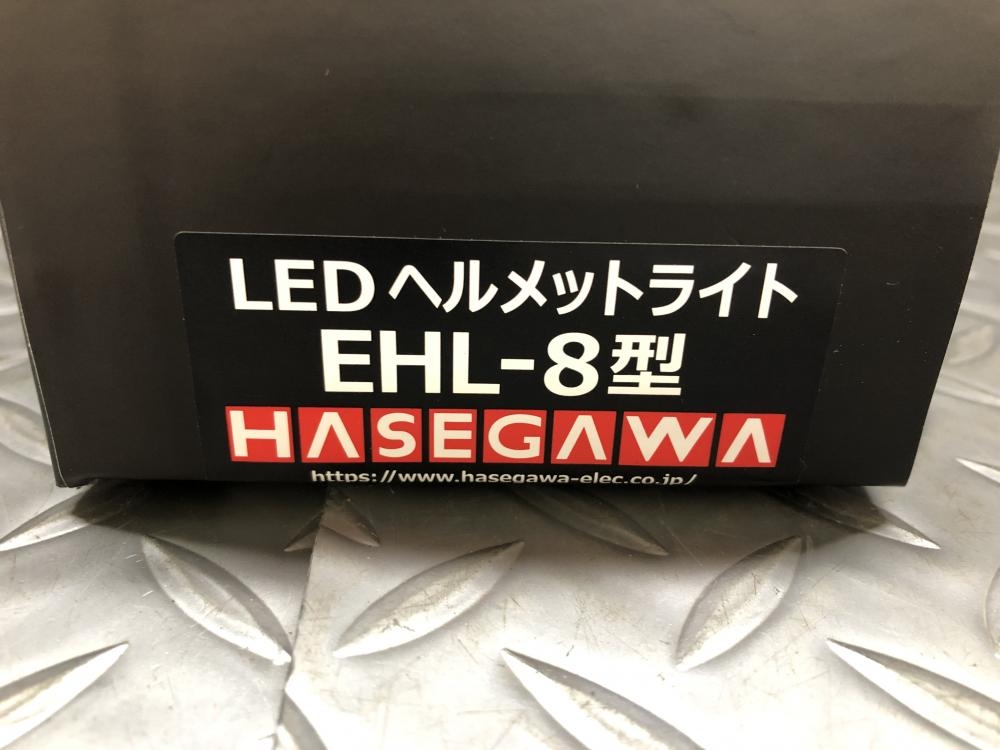 LEDヘルメットライト
EHL-8型
HASEGAWA
https://www.hasegawa-elec.co.jp/